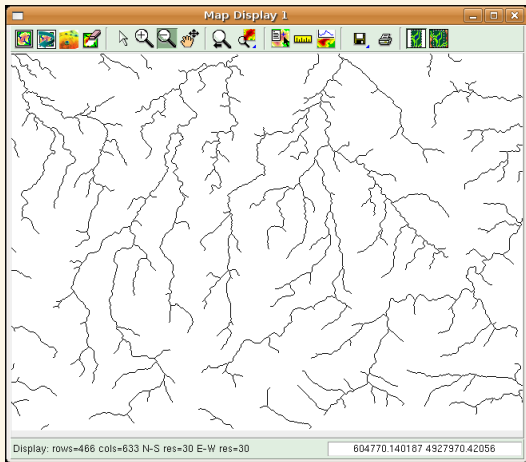 Map Display 1
Display: rows=466 cols=633 N-S res=30 E-W res=30
604770.140187 4927970.42056